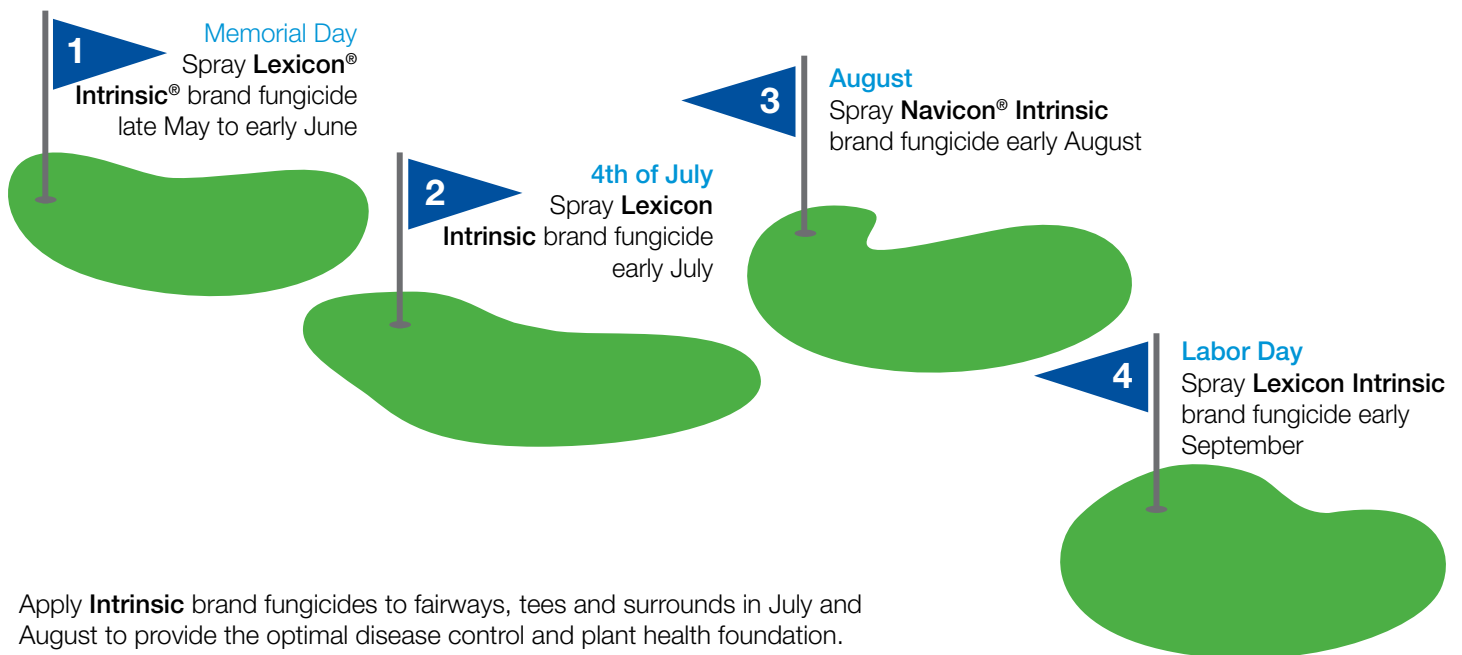 1
Memorial Day
Spray Lexicon®
Intrinsic® brand fungicide
late May to early June
2
4th of July
Spray Lexicon
Intrinsic brand fungicide
early July
3
August
Spray Navicon® Intrinsic
brand fungicide early August
4
Labor Day
Spray Lexicon Intrinsic
brand fungicide early
September
Apply Intrinsic brand fungicides to fairways, tees and surrounds in July and
August to provide the optimal disease control and plant health foundation.